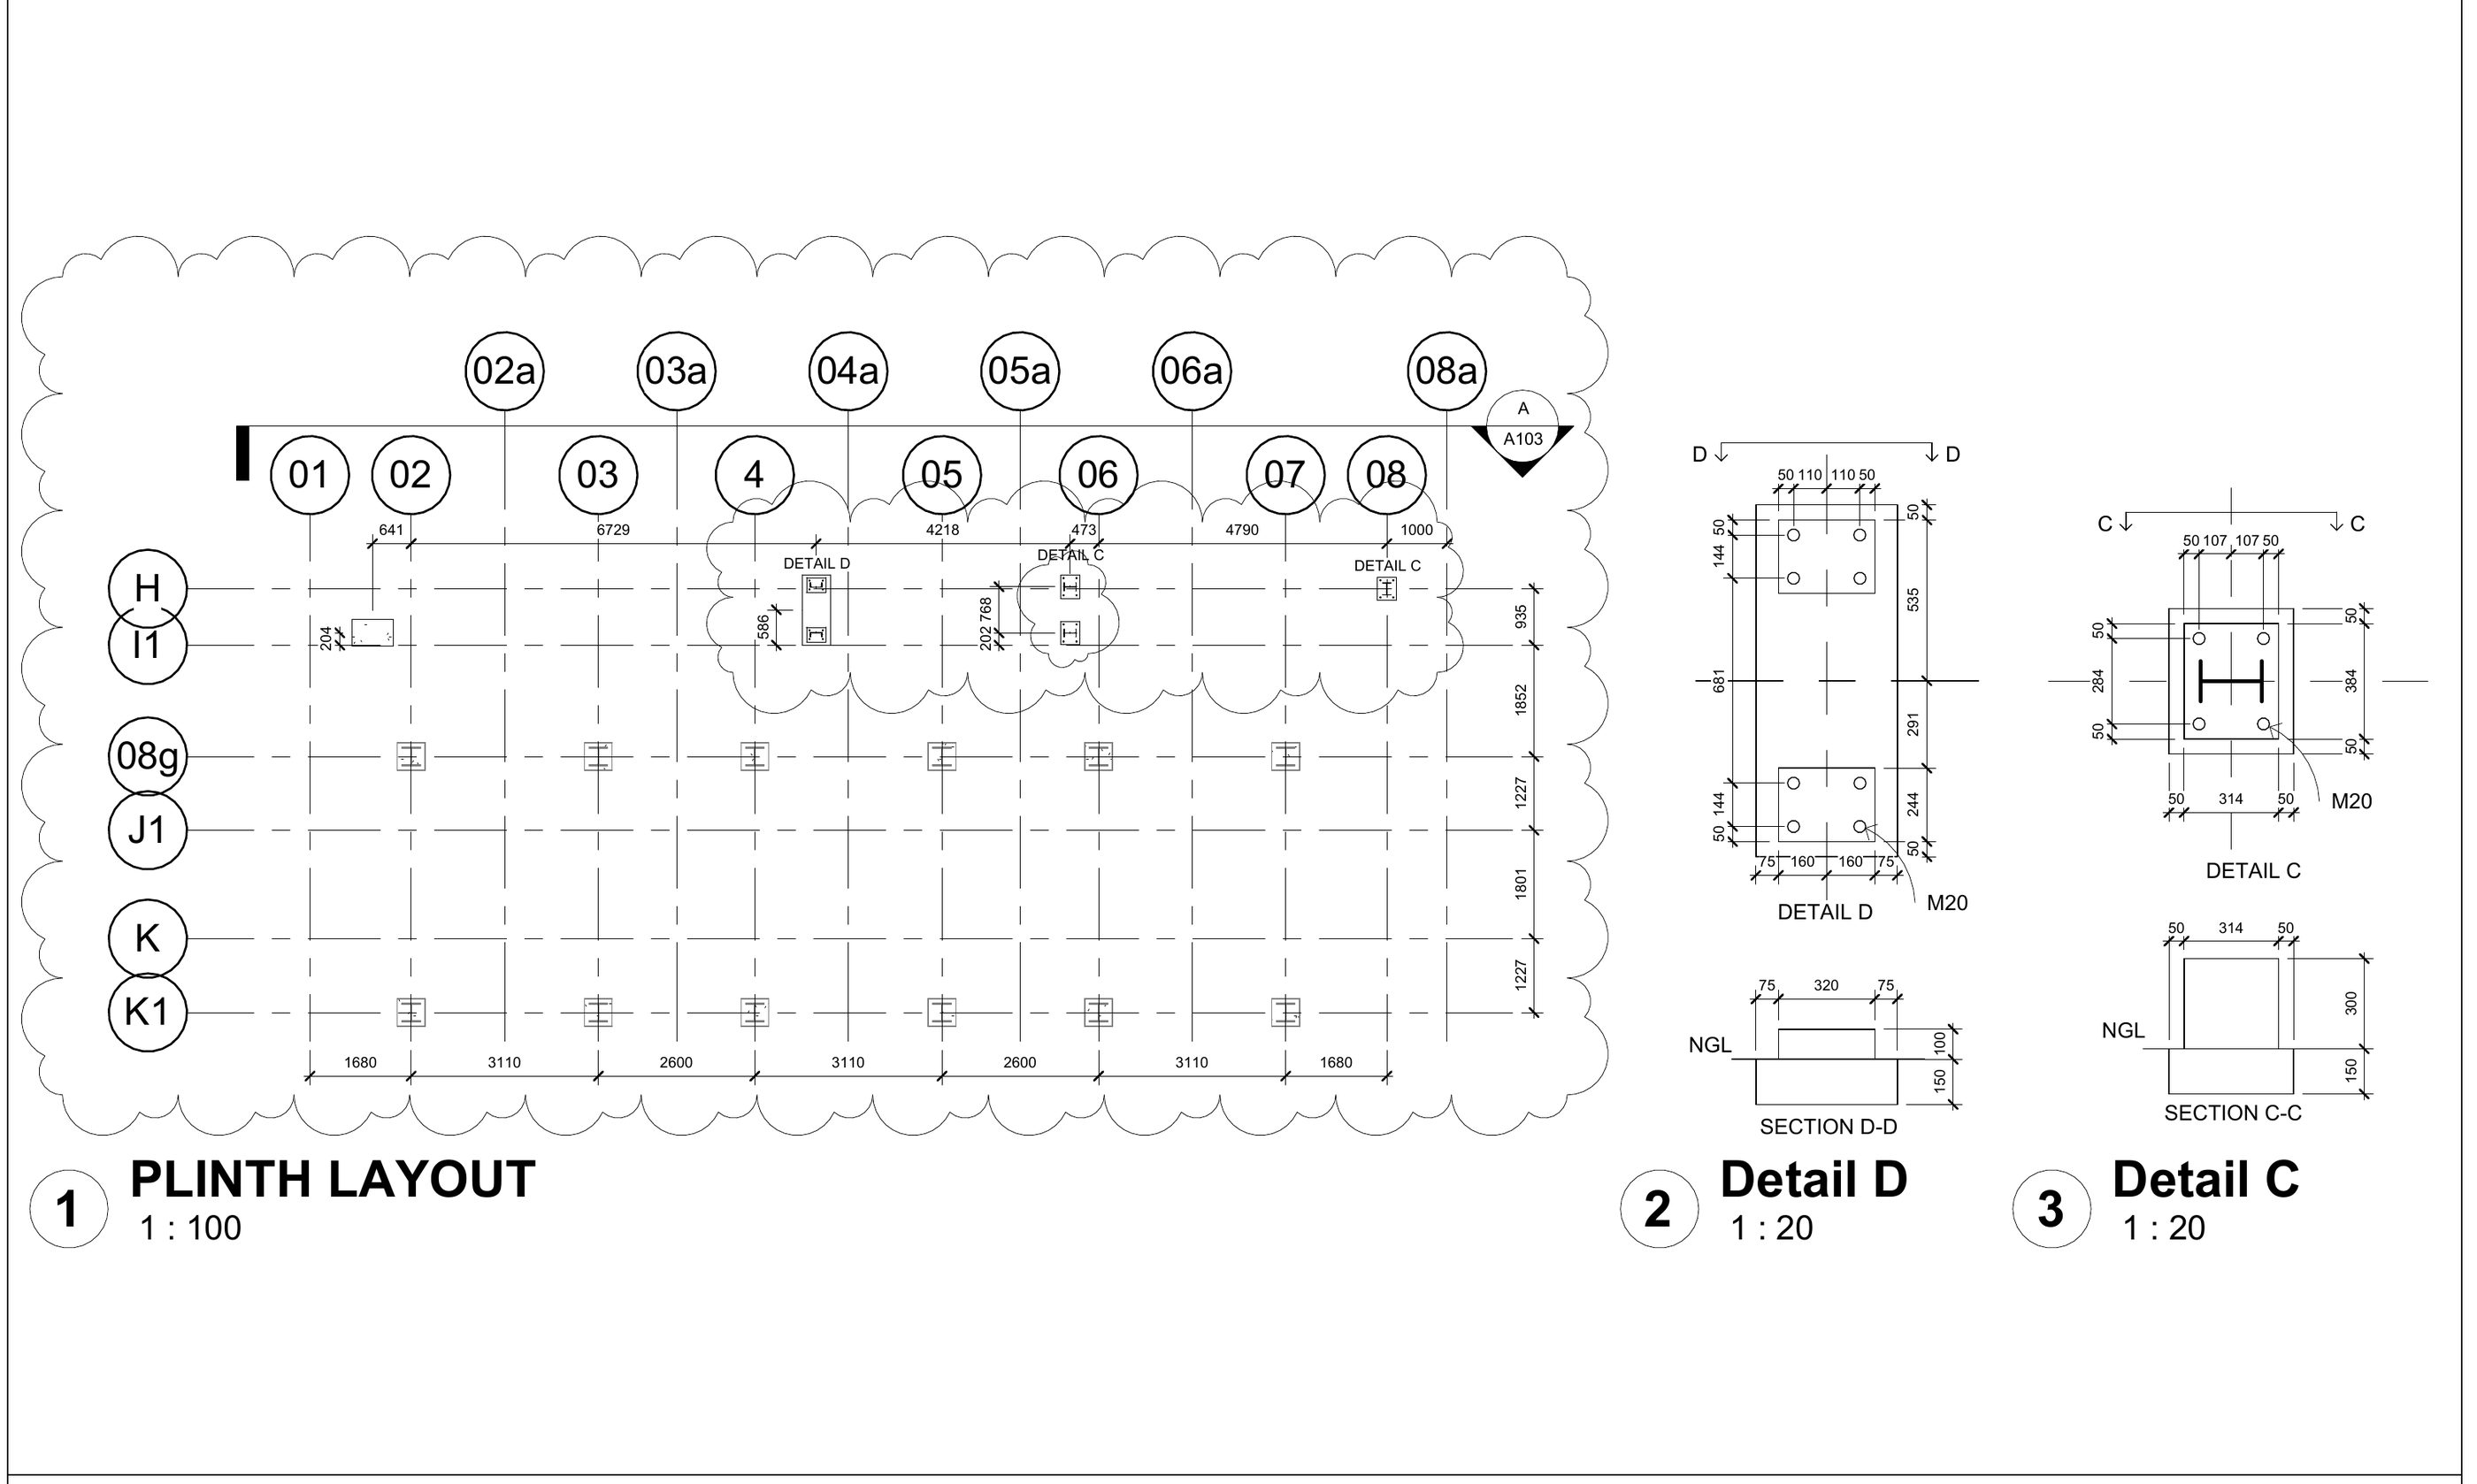 02a 03a 04a 05a 06a 08a
A
A103
01 02 03 4 05 06 07 08
641 6729 4218 473 4790 1000
DETAIL D DETAIL C DETAIL C
H
I1
08g
J1
K
K1
204
586
202 768
935
1852
1227
1801
1227
1680 3110 2600 3110 2600 3110 1680
1 PLINTH LAYOUT
1 : 100
D D
50 110 110 50
50
144
681
144
50
50
535
291
244
50
75 160 160 75
M20
DETAIL D
75 320 75
NGL
100
150
SECTION D-D
2 Detail D
1 : 20
C C
50 107 107 50
50
284
50
50
384
50
50 314 50
M20
DETAIL C
50 314 50
NGL
300
150
SECTION C-C
3 Detail C
1 : 20